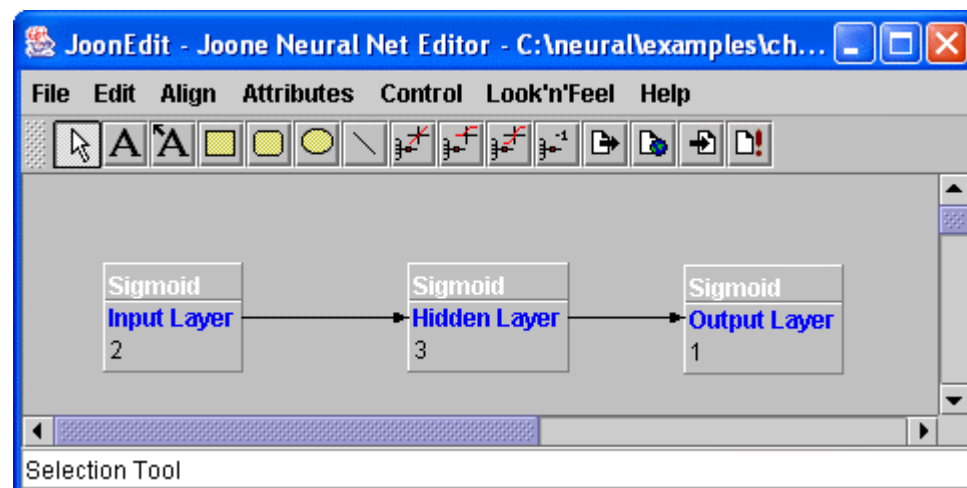 JoonEdit - Joone Neural Net Editor - C:\neural\examples\ch...
File Edit Align Attributes Control Look'n'Feel Help
A A -1
Sigmoid
Input Layer
2
Sigmoid
Hidden Layer
3
Sigmoid
Output Layer
1
Selection Tool